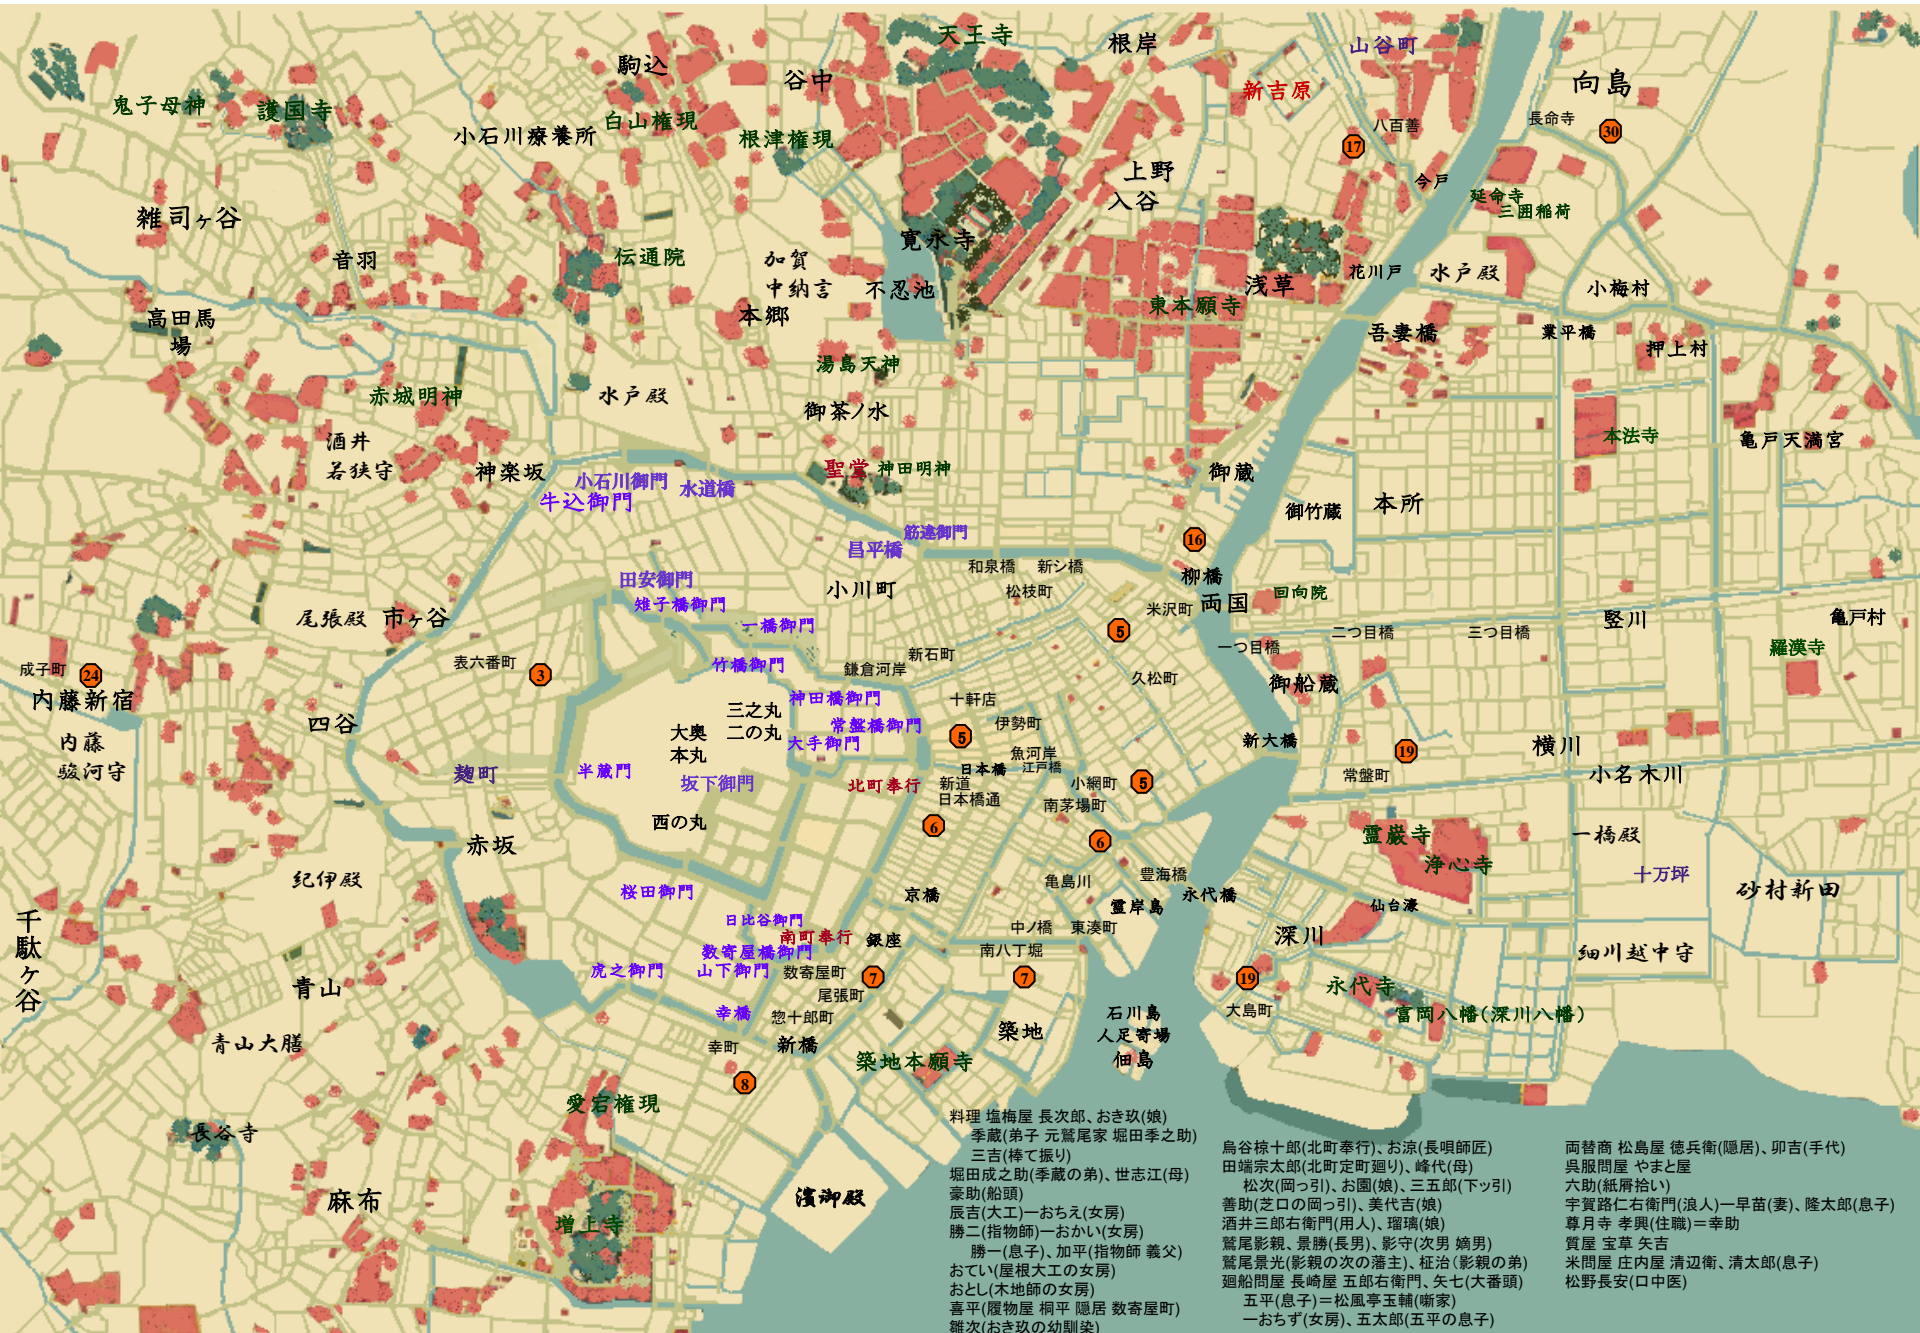 天王寺
根岸
山谷町
駒込
谷中
向島
新吉原
鬼子母神
護国寺
白山権現
小石川療養所
根津権現
八百善
長命寺
30
17
上野
入谷
今戸
延命寺
三囲稲荷
雑司ヶ谷
音羽
伝通院
加賀
中納言
本郷
寛永寺
不忍池
浅草
花川戸
水戸殿
東本願寺
小梅村
高田馬
場
吾妻橋
業平橋
押上村
湯島天神
赤城明神
水戸殿
御茶ノ水
酒井
若狭守
神楽坂
本法寺
亀戸天満宮
聖堂
神田明神
御蔵
小石川御門
水道橋
牛込御門
御竹蔵
本所
筋違御門
昌平橋
16
和泉橋
新シ橋
柳橋
田安御門
小川町
松枝町
雉子橋御門
米沢町
両国
回向院
尾張殿
市ヶ谷
一橋御門
5
二つ目橋
三つ目橋
竪川
亀戸村
一つ目橋
羅漢寺
成子町
24
内藤新宿
表六番町
3
竹橋御門
鎌倉河岸
新石町
久松町
御船蔵
神田橋御門
十軒店
三之丸
二の丸
四谷
大奥
本丸
常盤橋御門
大手御門
5
伊勢町
新大橋
19
横川
内藤
駿河守
魚河岸
江戸橋
日本橋
麹町
半蔵門
坂下御門
北町奉行
新道
日本橋通
小網町
5
常盤町
小名木川
南茅場町
西の丸
6
6
赤坂
霊巌寺
浄心寺
一橋殿
十万坪
砂村新田
紀伊殿
桜田御門
京橋
亀島川
豊海橋
永代橋
霊岸島
仙台濠
千駄ヶ谷
日比谷御門
南町奉行
銀座
中ノ橋
東湊町
深川
数寄屋橋御門
南八丁堀
細川越中守
虎之御門
山下御門
数寄屋町
7
7
19
青山
尾張町
永代寺
大島町
幸橋
惣十郎町
石川島
人足寄場
佃島
富岡八幡(深川八幡)
青山大膳
幸町
新橋
築地
築地本願寺
8
愛宕権現
長谷寺
麻布
濱御殿
増上寺
料理 塩梅屋 長次郎、おき玖(娘)
季蔵(弟子 元鷲尾家 堀田季之助)
三吉(棒て振り)
堀田成之助(季蔵の弟)、世志江(母)
豪助(船頭)
辰吉(大工)ーおちえ(女房)
勝二(指物師)ーおかい(女房)
勝一(息子)、加平(指物師 義父)
おてい(屋根大工の女房)
おとし(木地師の女房)
喜平(履物屋 桐平 隠居 数寄屋町)
雛次(おき玖の幼馴染)
烏谷椋十郎(北町奉行)、お涼(長唄師匠)
田端宗太郎(北町定町廻り)、峰代(母)
松次(岡っ引)、お園(娘)、三五郎(下ッ引)
善助(芝口の岡っ引)、美代吉(娘)
酒井三郎右衛門(用人)、瑠璃(娘)
鷲尾影親、景勝(長男)、影守(次男 嫡男)
鷲尾景光(影親の次の藩主)、柾治(影親の弟)
廻船問屋 長崎屋 五郎右衛門、矢七(大番頭)
五平(息子)＝松風亭玉輔(噺家)
ーおちず(女房)、五太郎(五平の息子)
両替商 松島屋 徳兵衛(隠居)、卯吉(手代)
呉服問屋 やまと屋
六助(紙屑拾い)
宇賀路仁右衛門(浪人)ー早苗(妻)、隆太郎(息子)
尊月寺 孝興(住職)＝幸助
質屋 宝草 矢吉
米問屋 庄内屋 清辺衛、清太郎(息子)
松野長安(口中医)